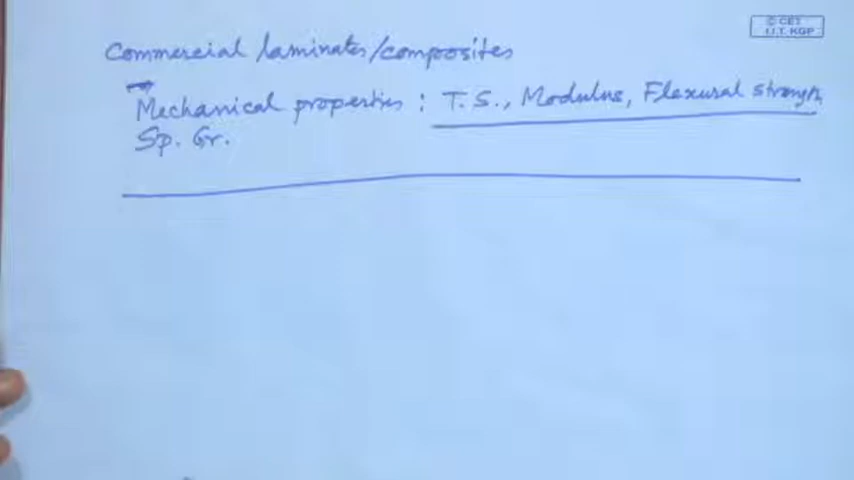 © CET
I.I.T. KGP
Commercial laminates/composites
Mechanical properties : T.S., Modulus, Flexural strength,
Sp. Gr.